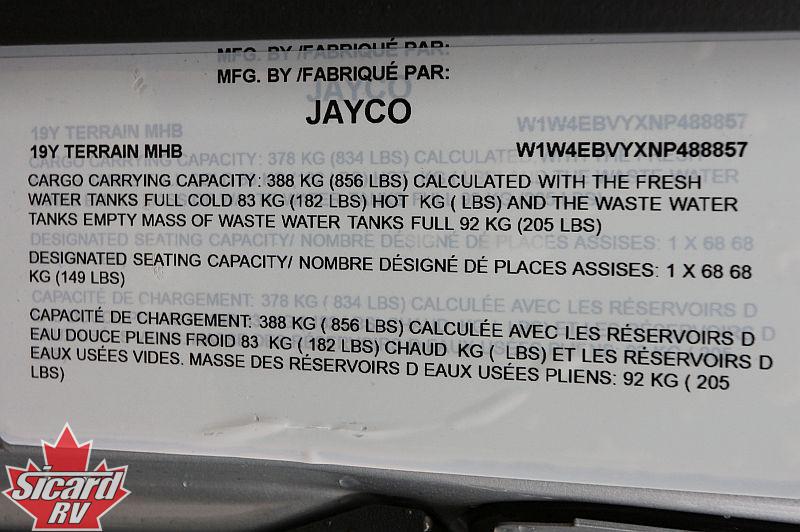 MFG. BY /FABRIQUÉ PAR:
MFG. BY /FABRIQUÉ PAR:
JAYCO
19Y TERRAIN MHB W1W4EBVYXNP488857
19Y TERRAIN MHB W1W4EBVYXNP488857
CARGO CARRYING CAPACITY: 378 KG (834 LBS) CALCULATED WITH THE FRESH
CARGO CARRYING CAPACITY: 388 KG (856 LBS) CALCULATED WITH THE FRESH
WATER TANKS FULL COLD 83 KG (182 LBS) HOT KG ( LBS) AND THE WASTE WATER
TANKS EMPTY MASS OF WASTE WATER TANKS FULL 92 KG (205 LBS)
DESIGNATED SEATING CAPACITY/ NOMBRE DÉSIGNÉ DÉ PLACES ASSISES: 1 X 68 68
DESIGNATED SEATING CAPACITY/ NOMBRE DÉSIGNÉ DÉ PLACES ASSISES: 1 X 68 68
KG (149 LBS)
CAPACITÉ DE CHARGEMENT: 378 KG ( 834 LBS) CALCULÉE AVEC LES RÉSERVOIRS D
CAPACITÉ DE CHARGEMENT: 388 KG ( 856 LBS) CALCULÉE AVEC LES RÉSERVOIRS D
EAU DOUCE PLEINS FROID 83 KG ( 182 LBS) CHAUD KG ( LBS) ET LES RÉSERVOIRS D
EAUX USÉES VIDES. MASSE DES RÉSERVOIRS D EAUX USÉES PLIENS: 92 KG ( 205
LBS)
Sicard
RV